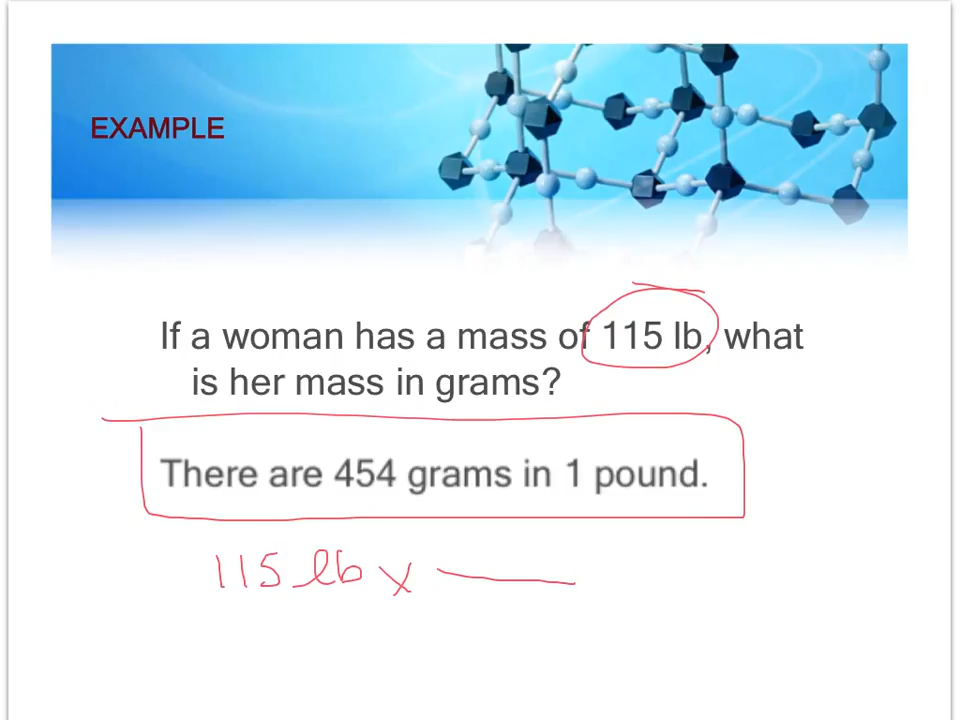 EXAMPLE
If a woman has a mass of 115 lb, what
is her mass in grams?
There are 454 grams in 1 pound.
115 lb x